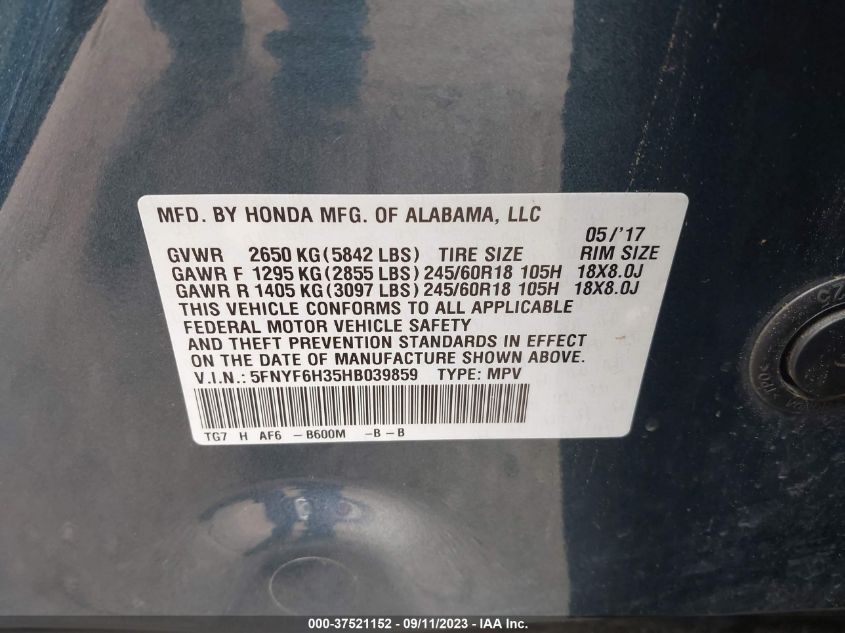 MFD. BY HONDA MFG. OF ALABAMA, LLC
05/'17
GVWR 2650 KG(5842 LBS) TIRE SIZE RIM SIZE
GAWR F 1295 KG(2855 LBS) 245/60R18 105H 18X8.0J
GAWR R 1405 KG(3097 LBS) 245/60R18 105H 18X8.0J
THIS VEHICLE CONFORMS TO ALL APPLICABLE
FEDERAL MOTOR VEHICLE SAFETY
AND THEFT PREVENTION STANDARDS IN EFFECT
ON THE DATE OF MANUFACTURE SHOWN ABOVE.
V.I.N.: 5FNYF6H35HB039859 TYPE: MPV
TG7 H AF6 -B600M -B-B
000-37521152 - 09/11/2023 - IAA Inc.